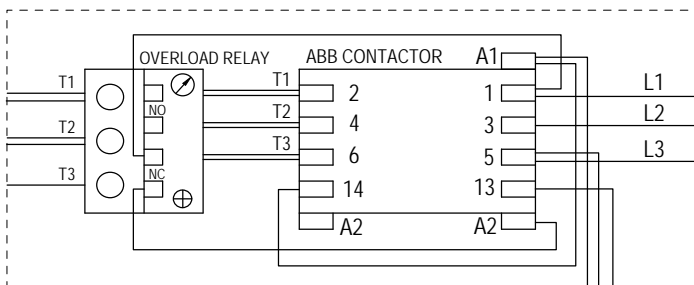 OVERLOAD RELAY
ABB CONTACTOR
A1
T1
T1
2
1
L1
NO
T2
T2
4
3
L2
T3
6
5
L3
T3
NC
14
13
A2
A2